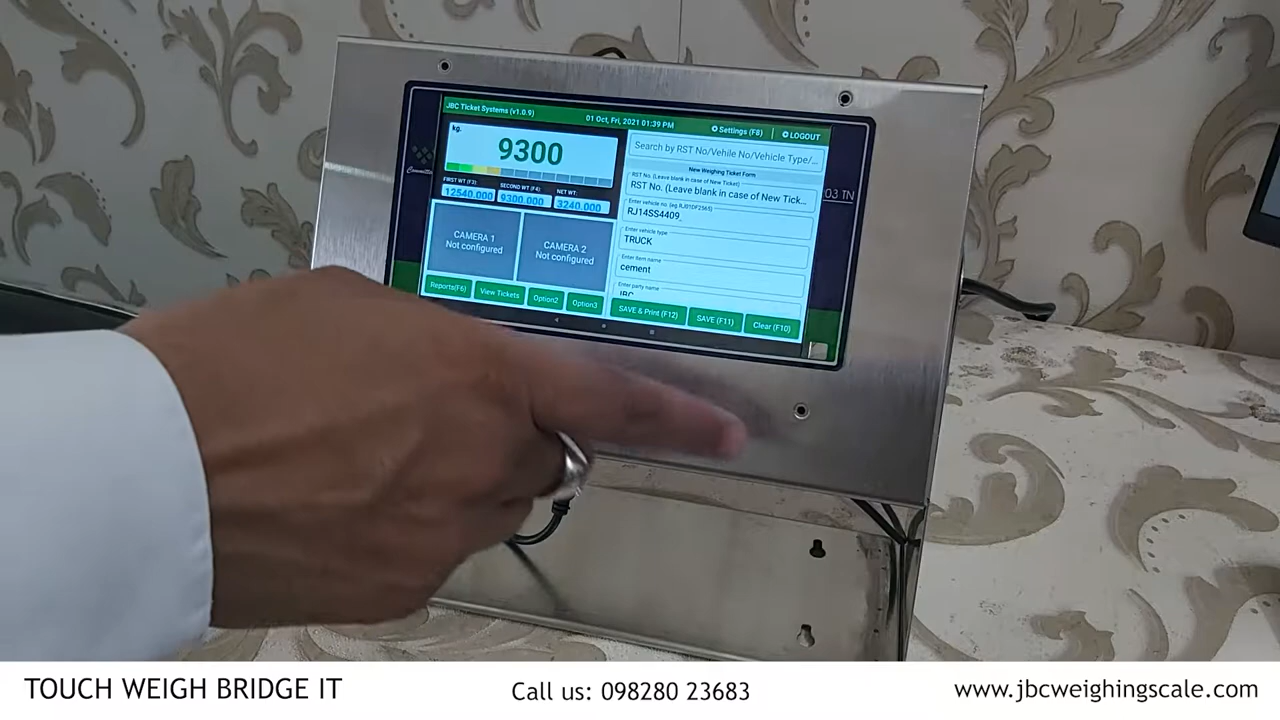 JBC Ticket Systems (v1.0.9)
01 Oct, Fri, 2021 01:39 PM
Settings (F8)
LOGOUT
kg.
9300
FIRST WT (F3):
SECOND WT (F4):
NET WT:
12540.000
9300.000
3240.000
CAMERA 1
Not configured
CAMERA 2
Not configured
Reports(F6)
View Tickets
Option2
Option3
Search by RST No/Vehile No/Vehicle Type/...
New Weighing Ticket Form
RST No. (Leave blank in case of New Ticket)
RST No. (Leave blank in case of New Tick...
Enter vehicle no. (eg RJ01DF2565)
RJ14SS4409
Enter vehicle type
TRUCK
Enter item name
cement
Enter party name
JBC
SAVE & Print (F12)
SAVE (F11)
Clear (F10)
03 TN
TOUCH WEIGH BRIDGE IT
Call us: 098280 23683
www.jbcweighingscale.com